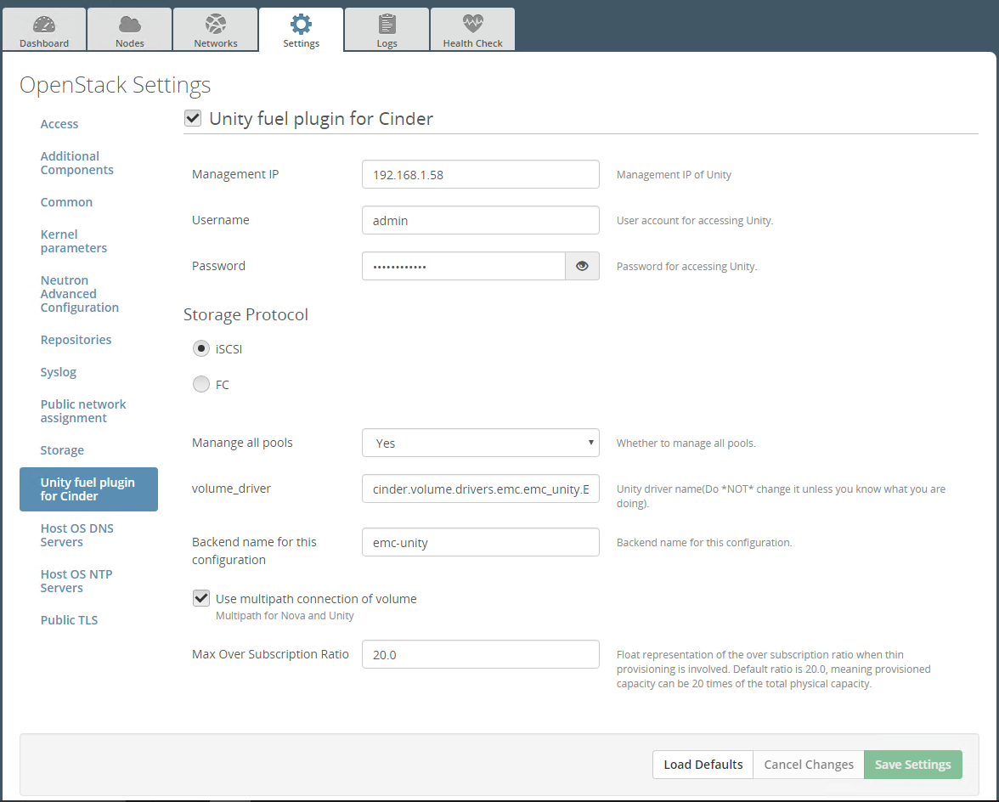 Dashboard
Nodes
Networks
Settings
Logs
Health Check
OpenStack Settings
Access
Additional
Components
Common
Kernel
parameters
Neutron
Advanced
Configuration
Repositories
Syslog
Public network
assignment
Storage
Unity fuel plugin
for Cinder
Host OS DNS
Servers
Host OS NTP
Servers
Public TLS
Unity fuel plugin for Cinder
Management IP
192.168.1.58
Management IP of Unity
Username
admin
User account for accessing Unity.
Password
••••••••••••
Password for accessing Unity.
Storage Protocol
iSCSI
FC
Manange all pools
Yes
Whether to manage all pools.
volume_driver
cinder.volume.drivers.emc.emc_unity.E
Unity driver name(Do *NOT* change it unless you know what you are
doing).
Backend name for this
configuration
emc-unity
Backend name for this configuration.
Use multipath connection of volume
Multipath for Nova and Unity
Max Over Subscription Ratio
20.0
Float representation of the over subscription ratio when thin
provisioning is involved. Default ratio is 20.0, meaning provisioned
capacity can be 20 times of the total physical capacity.
Load Defaults
Cancel Changes
Save Settings